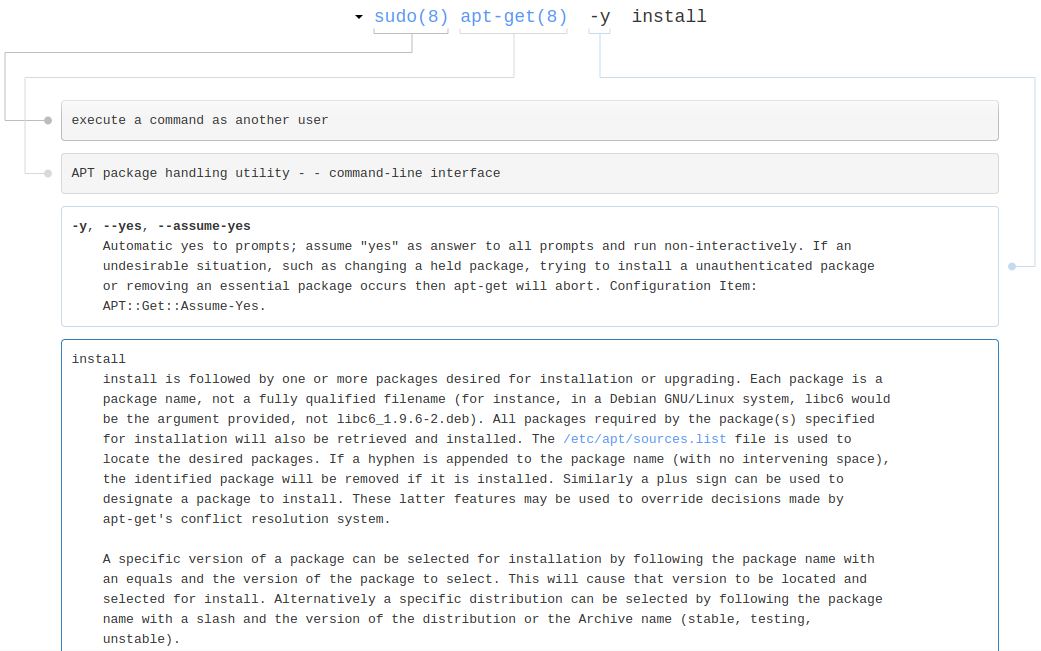 sudo(8) apt-get(8) -y install
execute a command as another user
APT package handling utility - - command-line interface
-y, --yes, --assume-yes
Automatic yes to prompts; assume "yes" as answer to all prompts and run non-interactively. If an
undesirable situation, such as changing a held package, trying to install a unauthenticated package
or removing an essential package occurs then apt-get will abort. Configuration Item:
APT::Get::Assume-Yes.
install
install is followed by one or more packages desired for installation or upgrading. Each package is a
package name, not a fully qualified filename (for instance, in a Debian GNU/Linux system, libc6 would
be the argument provided, not libc6_1.9.6-2.deb). All packages required by the package(s) specified
for installation will also be retrieved and installed. The /etc/apt/sources.list file is used to
locate the desired packages. If a hyphen is appended to the package name (with no intervening space),
the identified package will be removed if it is installed. Similarly a plus sign can be used to
designate a package to install. These latter features may be used to override decisions made by
apt-get's conflict resolution system.
A specific version of a package can be selected for installation by following the package name with
an equals and the version of the package to select. This will cause that version to be located and
selected for install. Alternatively a specific distribution can be selected by following the package
name with a slash and the version of the distribution or the Archive name (stable, testing,
unstable).